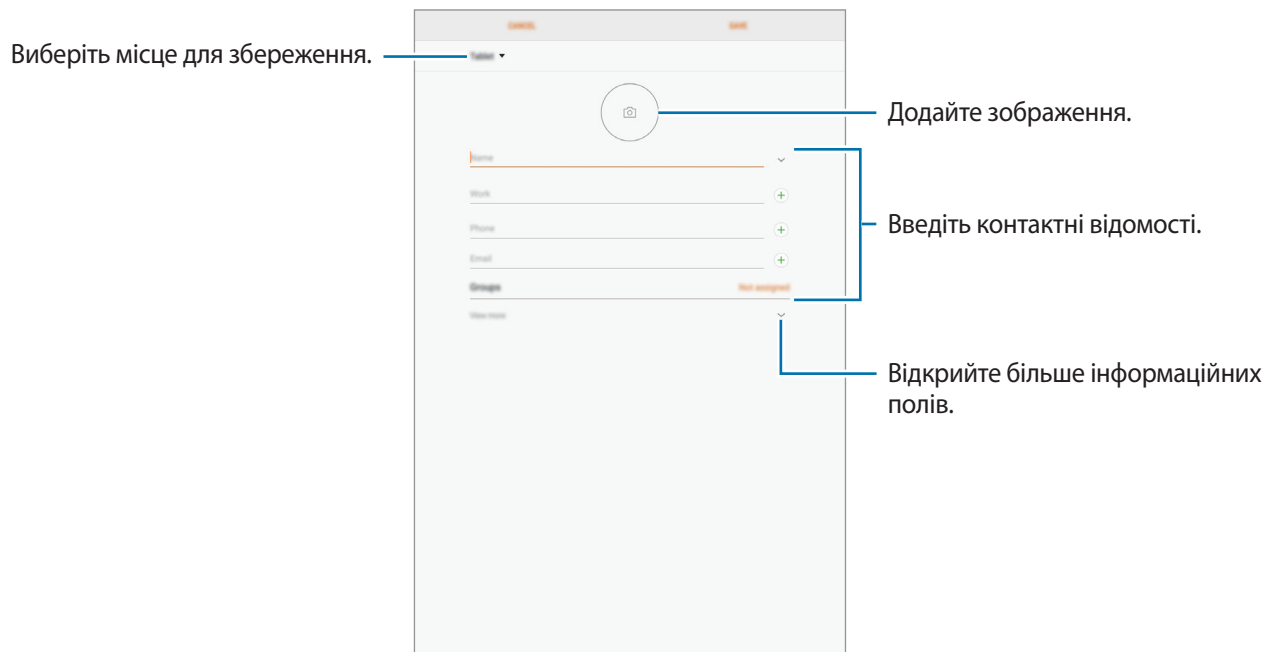 CANCEL
SAVE
Виберіть місце для збереження.
Tablet
Додайте зображення.
Name
Work
Phone
Введіть контактні відомості.
Email
Groups
Not assigned
View more
Відкрийте більше інформаційних
полів.